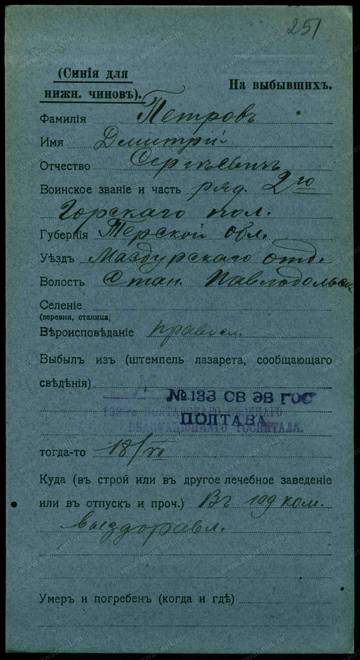 251
(Синія для
нижн. чиновъ).
На выбывшихъ.
Фамилія Петровъ
Имя Дмитрій
Отчество Сергѣевичъ
Воинское званіе и часть ряд. 2го
Горскаго пол.
Губернія Терской обл.
Уѣздъ Маздурскаго отд.
Волость Стан. Павлодольск
Селеніе
(деревня, станица)
Вѣроисповѣданіе правосл.
Выбылъ изъ (штемпель лазарета, сообщающаго
свѣдѣнія)
№ 133 СВ ЭВ ГОС
ПОЛТАВА
ГОСПИТАЛЯ.
тогда-то 18/VI
Куда (въ строй или въ другое лечебное заведеніе
или въ отпускъ и проч.) Въ ком.
выздоравл.
Умеръ и погребенъ (когда и гдѣ)